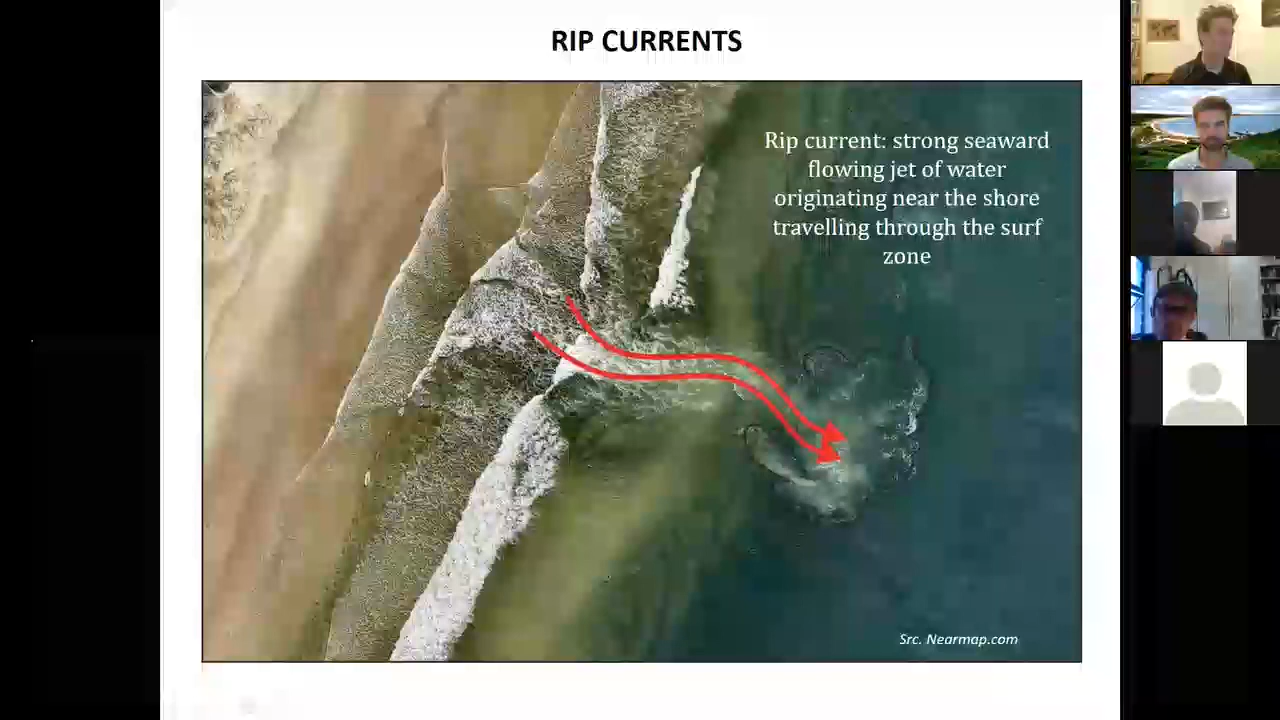 RIP CURRENTS
Rip current: strong seaward
flowing jet of water
originating near the shore
travelling through the surf
zone
Src. Nearmap.com